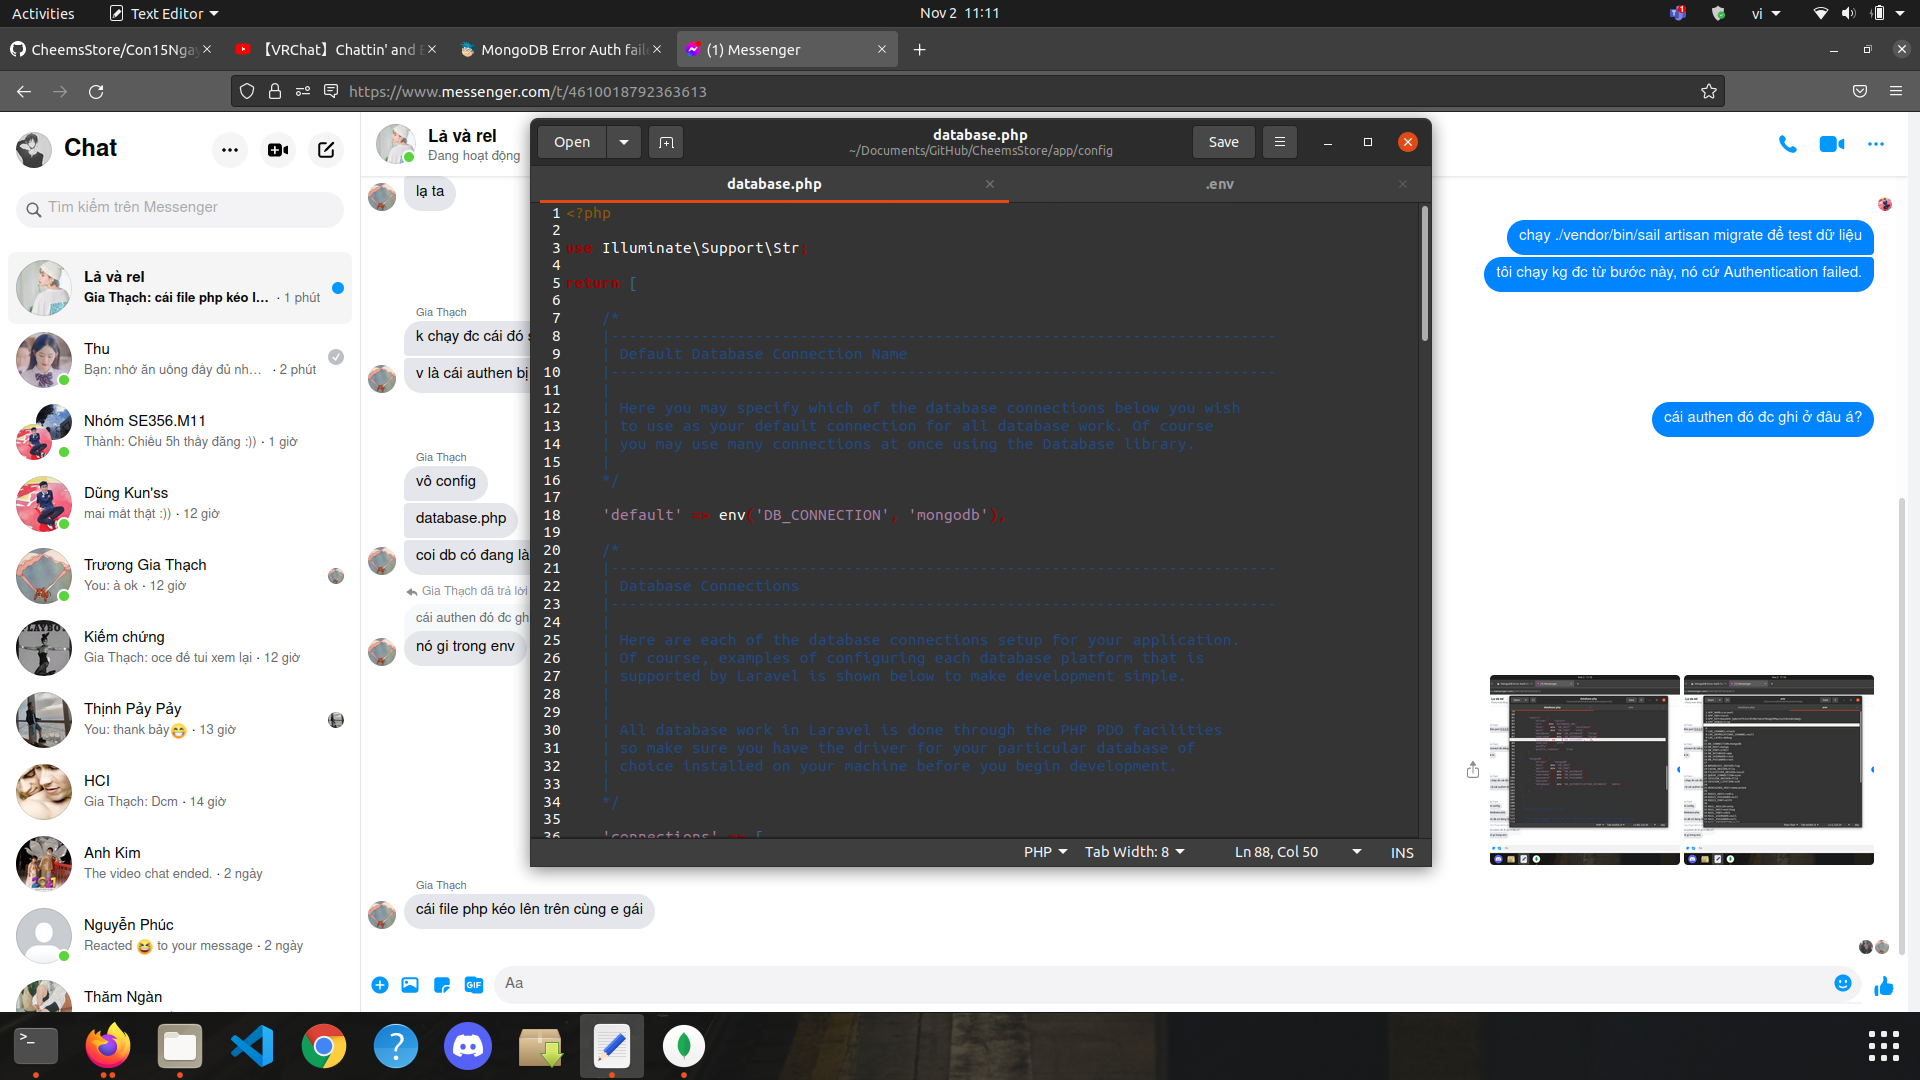 Activities
Text Editor
Nov 2 11:11
vi
CheemsStore/Con15Nga
【VRChat】Chattin' and E
MongoDB Error Auth faile
(1) Messenger
https://www.messenger.com/t/4610018792363613
Chat
Tìm kiếm trên Messenger
Lả và rel
Gia Thạch: cái file php kéo l... · 1 phút
Thu
Bạn: nhớ ăn uống đầy đủ nh... · 2 phút
Nhóm SE356.M11
Thành: Chiều 5h thầy đăng :)) · 1 giờ
Dũng Kun'ss
mai mất thật :)) · 12 giờ
Trương Gia Thạch
You: à ok · 12 giờ
Kiểm chứng
Gia Thạch: oce để tui xem lại · 12 giờ
Thịnh Pảy Pảy
You: thank bảy😁 · 13 giờ
HCI
Gia Thạch: Dcm · 14 giờ
Anh Kim
The video chat ended. · 2 ngày
Nguyễn Phúc
Reacted 😆 to your message · 2 ngày
Thăm Ngàn
Lả và rel
Đang hoạt động
lạ ta
Gia Thạch
k chạy đc cái đó s
v là cái authen bị
Gia Thạch
vô config
database.php
coi db có đang là
Gia Thạch đã trả lời
cái authen đó đc gh
nó gi trong env
Gia Thạch
cái file php kéo lên trên cùng e gái
Aa
GIF
chạy ./vendor/bin/sail artisan migrate để test dữ liệu
tôi chạy kg đc từ bước này, nó cứ Authentication failed.
cái authen đó đc ghi ở đâu á?
Open
database.php
~/Documents/GitHub/CheemsStore/app/config
Save
database.php
.env
1 <?php
2
3 use Illuminate\Support\Str;
4
5 return [
6
7 /*
8 |--------------------------------------------------------------------------
9 | Default Database Connection Name
10 |--------------------------------------------------------------------------
11 |
12 | Here you may specify which of the database connections below you wish
13 | to use as your default connection for all database work. Of course
14 | you may use many connections at once using the Database library.
15 |
16 */
17
18 'default' => env('DB_CONNECTION', 'mongodb'),
19
20 /*
21 |--------------------------------------------------------------------------
22 | Database Connections
23 |--------------------------------------------------------------------------
24 |
25 | Here are each of the database connections setup for your application.
26 | Of course, examples of configuring each database platform that is
27 | supported by Laravel is shown below to make development simple.
28 |
29 |
30 | All database work in Laravel is done through the PHP PDO facilities
31 | so make sure you have the driver for your particular database of
32 | choice installed on your machine before you begin development.
33 |
34 */
35
36 'connections' => [
PHP
Tab Width: 8
Ln 88, Col 50
INS